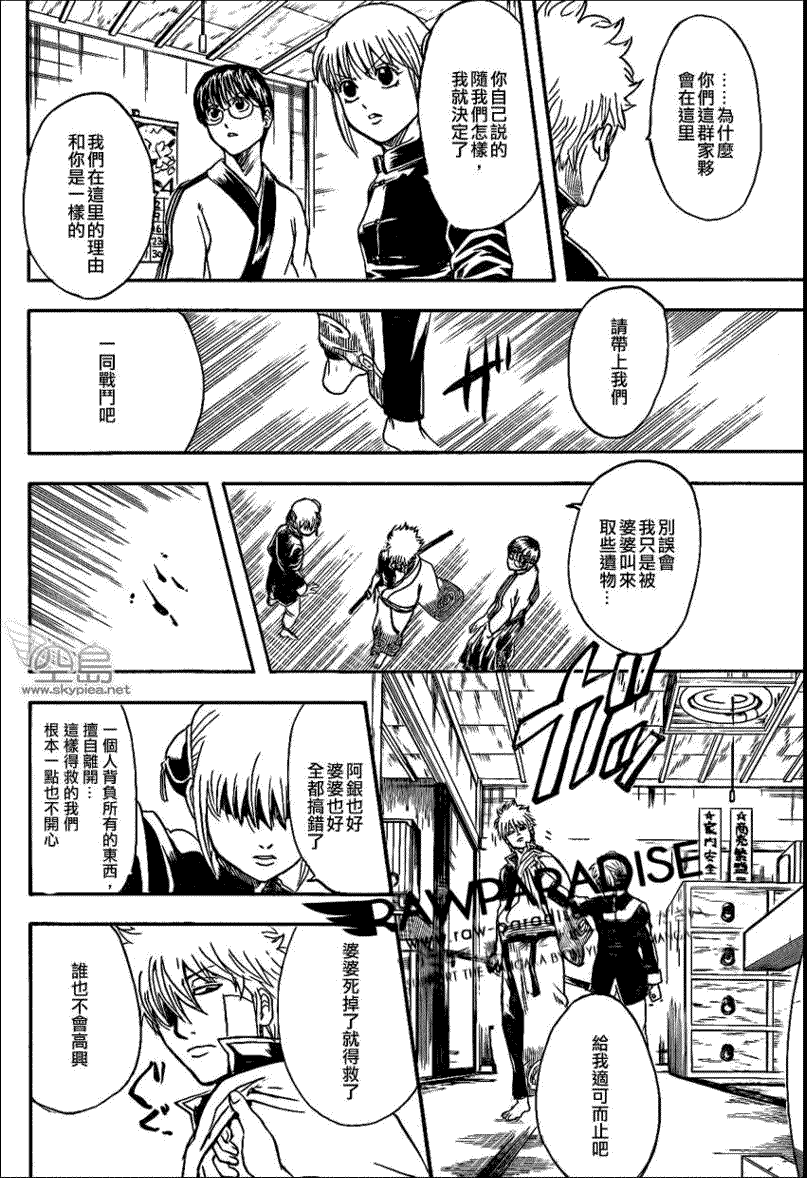 ……為什麼
你們這群家夥
會在這里
你自己說的
隨我們怎樣，
我就決定了
我們在這里的理由
和你是一樣的
請帶上我們
一同戰鬥吧
別誤會
我只是被
婆婆叫來
取些遺物…
空島
www.skypiea.net
阿銀也好
婆婆也好
全都搞錯了
一個人背負所有的東西，
擅自離開…
這樣得救的我們
根本一點也不開心
☆商売繁盛
☆家内安全
RAWPARADISE
給我適可而止吧
婆婆死掉了就得救了
誰也不會高興
ぐぐ